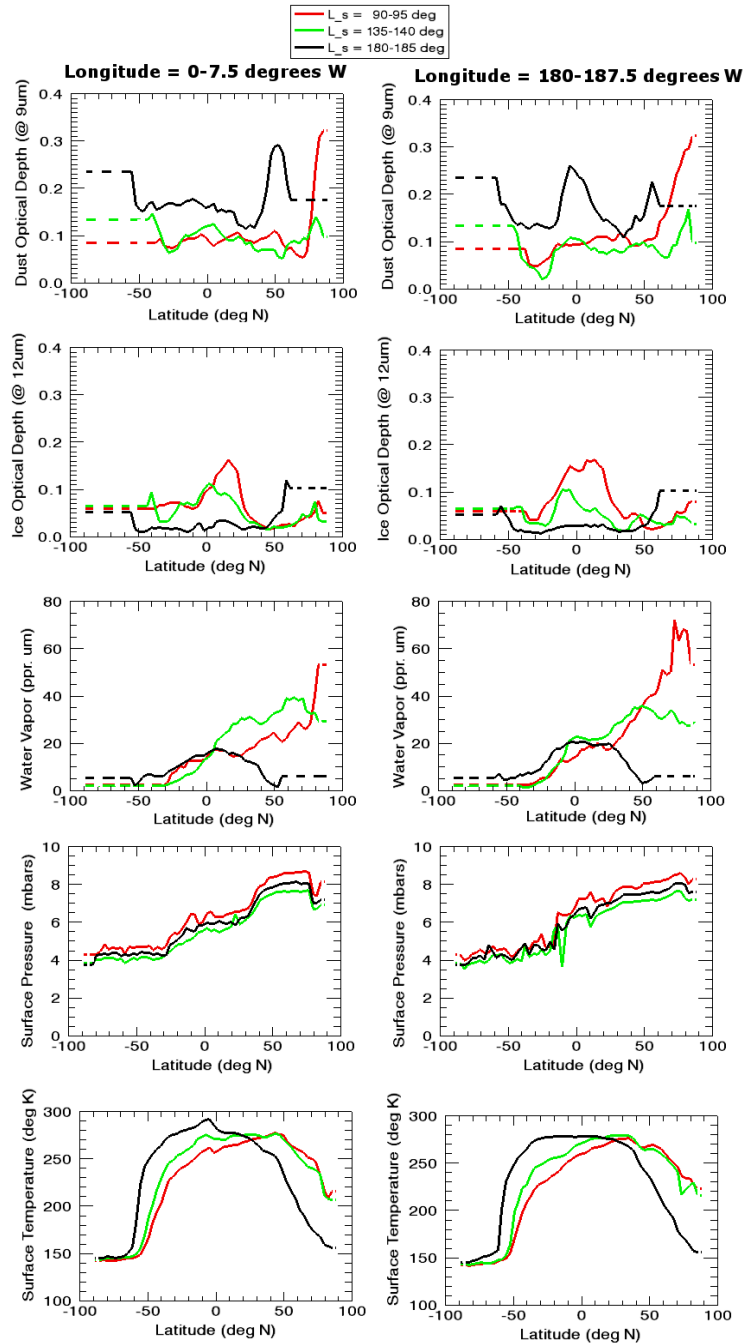 L_s = 90-95 deg
L_s = 135-140 deg
L_s = 180-185 deg
Longitude = 0-7.5 degrees W
Longitude = 180-187.5 degrees W
Dust Optical Depth (@ 9um)
0.4
0.3
0.2
0.1
0.0
-100 -50 0 50 100
Latitude (deg N)
Dust Optical Depth (@ 9um)
0.4
0.3
0.2
0.1
0.0
-100 -50 0 50 100
Latitude (deg N)
Ice Optical Depth (@ 12um)
0.4
0.3
0.2
0.1
0.0
-100 -50 0 50 100
Latitude (deg N)
Ice Optical Depth (@ 12um)
0.4
0.3
0.2
0.1
0.0
-100 -50 0 50 100
Latitude (deg N)
Water Vapor (ppr. um)
80
60
40
20
0
-100 -50 0 50 100
Latitude (deg N)
Water Vapor (ppr. um)
80
60
40
20
0
-100 -50 0 50 100
Latitude (deg N)
Surface Pressure (mbars)
10
8
6
4
2
0
-100 -50 0 50 100
Latitude (deg N)
Surface Pressure (mbars)
10
8
6
4
2
0
-100 -50 0 50 100
Latitude (deg N)
Surface Temperature (deg K)
300
250
200
150
100
-100 -50 0 50 100
Latitude (deg N)
Surface Temperature (deg K)
300
250
200
150
100
-100 -50 0 50 100
Latitude (deg N)